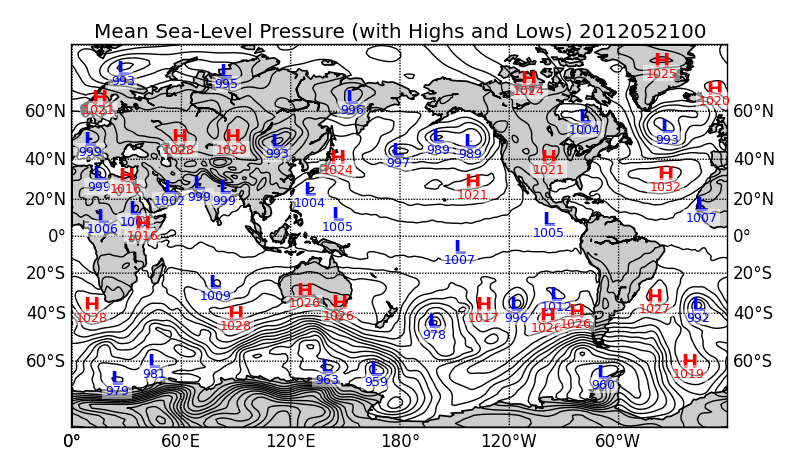 Mean Sea-Level Pressure (with Highs and Lows) 2012052100
L 993
L 995
H 1021
L 996
H 1014
H 1025
H 1020
60°N 60°N
L 1004
L 993
L 999
H 1028
H 1029
L 993
L 997
L 989
L 989
40°N 40°N
H 1024
H 1021
L 999
H 1016
L 1002
L 999
L 999
H 1021
H 1032
20°N 20°N
L 1004
L 1006
L
H 1016
L 1005
L 1005
L 1007
0° 0°
L 1007
20°S 20°S
L 1009
H 1026
H 1028
H 1028
H 1026
H 1017
L 996
L 1012
H
H 1026
H 1027
L 992
40°S 40°S
L 978
60°S 60°S
L 981
L 979
L 963
L 959
L 960
H 1019
0° 60°E 120°E 180° 120°W 60°W